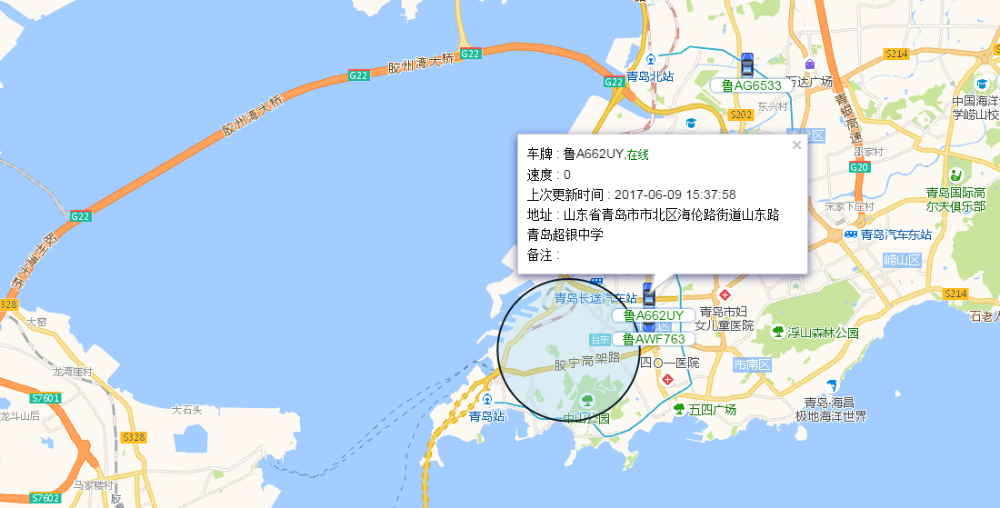 G22
胶州湾大桥
G22
胶州湾大桥
G22
青岛北站
G22
鲁AG6533
万达广场
S214
东兴村
S202
青银高速
中国海洋
学崂山校
G20
邵家村
青岛国际高
尔夫俱乐部
宋家下庄村
青岛汽车东站
崂山区
车牌 : 鲁A662UY,在线
速度 : 0
上次更新时间 : 2017-06-09 15:37:58
地址 : 山东省青岛市市北区海伦路街道山东路
青岛超银中学
备注 :
胶州湾大桥
328
大窑
青岛长途汽车站
鲁A662UY
鲁AWF763
台东
胶宁高架路
四〇一医院
青岛市妇
女儿童医院
浮山森林公园
S214
石老人
市南区
龙湾崖村
S7601
龙斗山后
大石头
S328
青岛站
中山公园
五四广场
青岛·海昌
极地海洋世界
马家楼村
S7602
胶